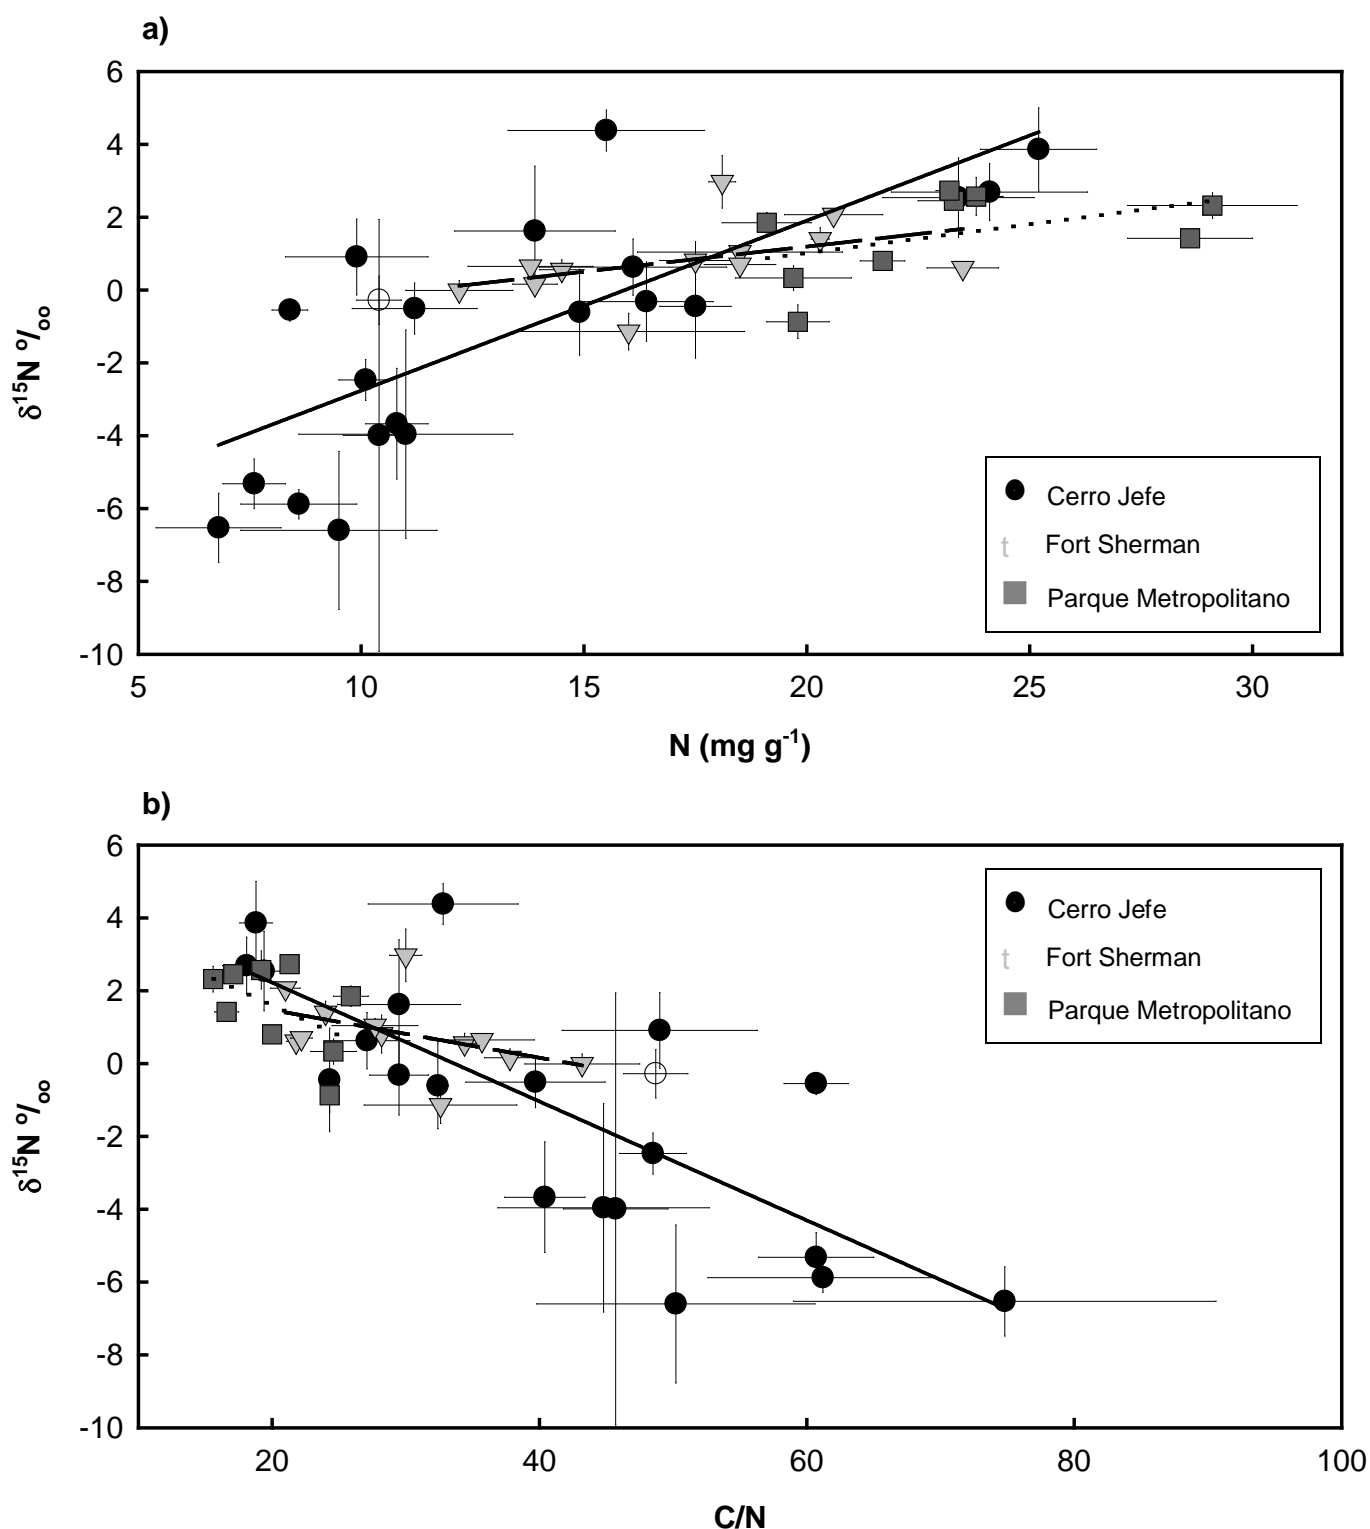 a)
6
4
2
0
-2
-4
-6
-8
-10
δ¹⁵N º/ₒₒ
Cerro Jefe
t Fort Sherman
Parque Metropolitano
5 10 15 20 25 30
N (mg g⁻¹)
b)
6
4
2
0
-2
-4
-6
-8
-10
δ¹⁵N º/ₒₒ
Cerro Jefe
t Fort Sherman
Parque Metropolitano
20 40 60 80 100
C/N